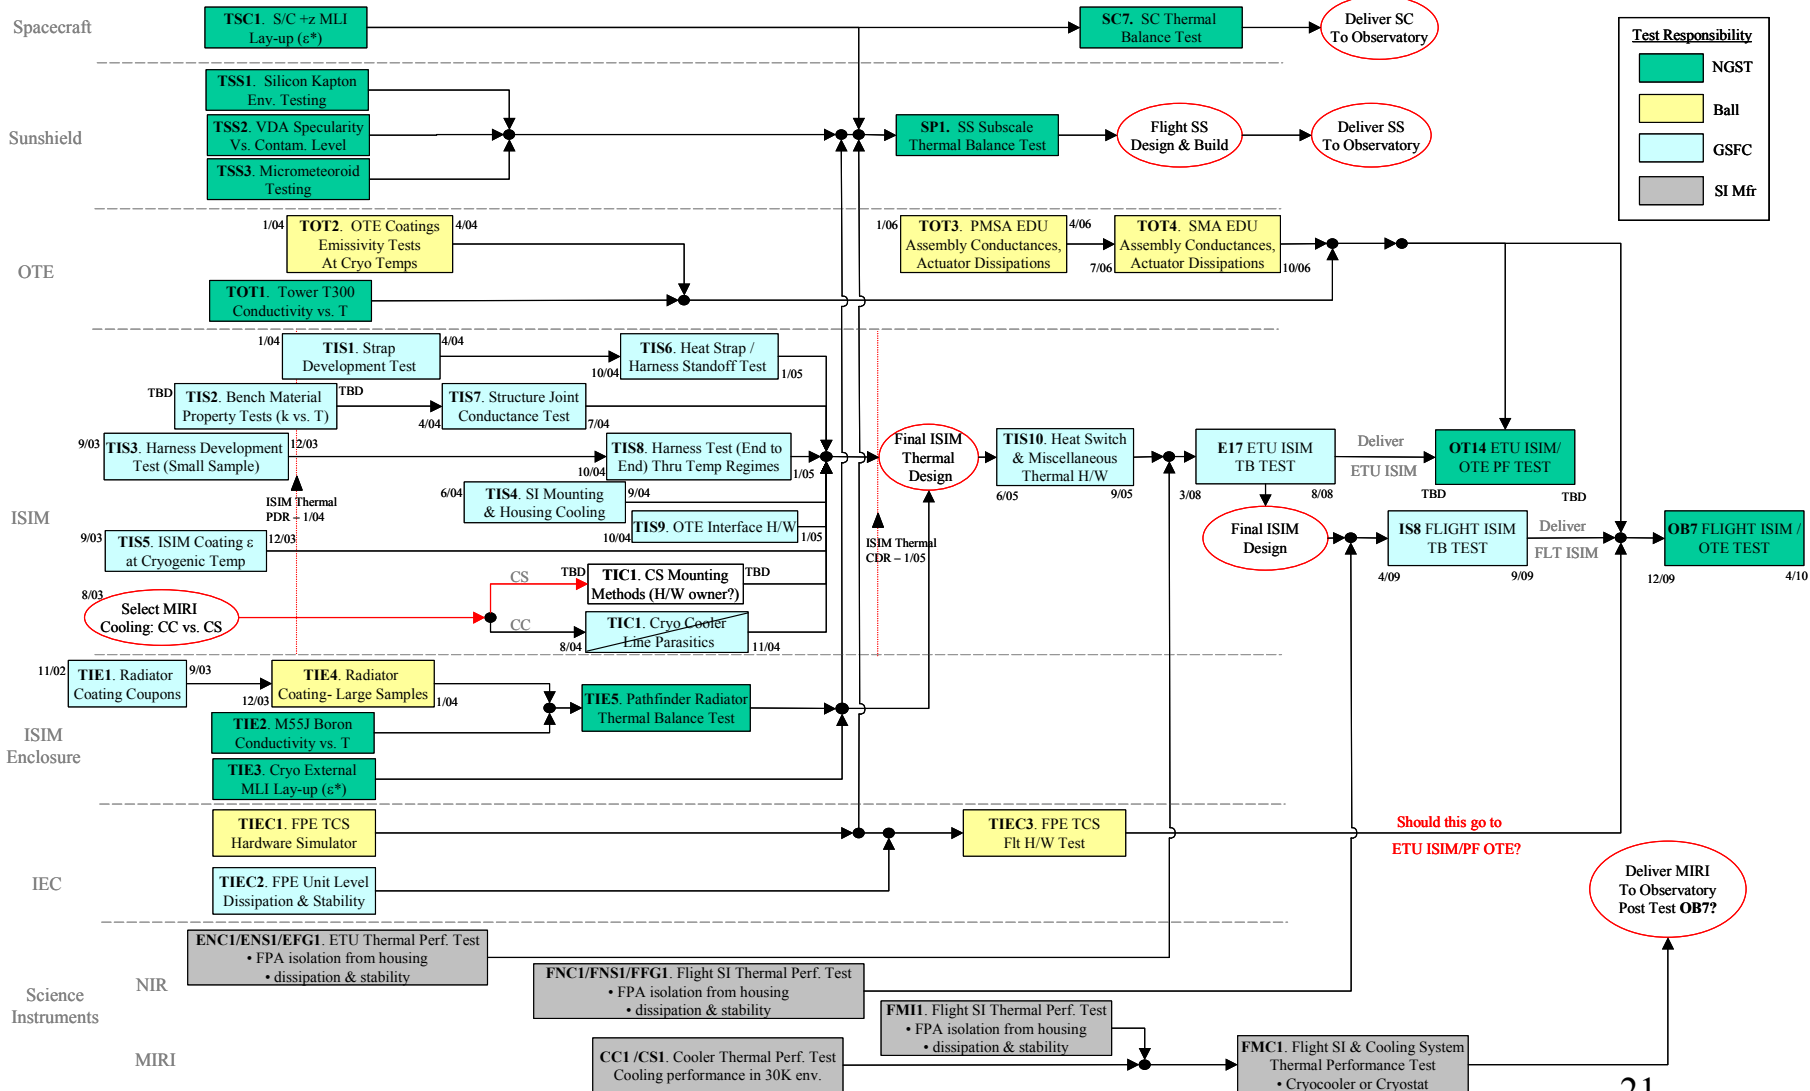 Spacecraft
TSC1. S/C +z MLI
Lay-up (ε*)
SC7. SC Thermal
Balance Test
Deliver SC
To Observatory
Test Responsibility
NGST
Ball
GSFC
SI Mfr
Sunshield
TSS1. Silicon Kapton
Env. Testing
TSS2. VDA Specularity
Vs. Contam. Level
TSS3. Micrometeoroid
Testing
SP1. SS Subscale
Thermal Balance Test
Flight SS
Design & Build
Deliver SS
To Observatory
OTE
1/04
TOT2. OTE Coatings
Emissivity Tests
At Cryo Temps
4/04
TOT1. Tower T300
Conductivity vs. T
1/06
TOT3. PMSA EDU
Assembly Conductances,
Actuator Dissipations
4/06
7/06
TOT4. SMA EDU
Assembly Conductances,
Actuator Dissipations
10/06
ISIM
1/04
TIS1. Strap
Development Test
4/04
10/04
TIS6. Heat Strap /
Harness Standoff Test
1/05
TBD
TIS2. Bench Material
Property Tests (k vs. T)
TBD
4/04
TIS7. Structure Joint
Conductance Test
7/04
9/03
TIS3. Harness Development
Test (Small Sample)
12/03
10/04
TIS8. Harness Test (End to
End) Thru Temp Regimes
1/05
ISIM Thermal
PDR – 1/04
6/04
TIS4. SI Mounting
& Housing Cooling
9/04
10/04
TIS9. OTE Interface H/W
1/05
9/03
TIS5. ISIM Coating ε
at Cryogenic Temp
12/03
ISIM Thermal
CDR – 1/05
8/03
Select MIRI
Cooling: CC vs. CS
CS
TBD
TIC1. CS Mounting
Methods (H/W owner?)
TBD
CC
8/04
TIC1. Cryo Cooler
Line Parasitics
11/04
Final ISIM
Thermal
Design
6/05
TIS10. Heat Switch
& Miscellaneous
Thermal H/W
9/05
3/08
E17 ETU ISIM
TB TEST
8/08
Deliver
ETU ISIM
TBD
OT14 ETU ISIM/
OTE PF TEST
TBD
Final ISIM
Design
4/09
IS8 FLIGHT ISIM
TB TEST
9/09
Deliver
FLT ISIM
12/09
OB7 FLIGHT ISIM /
OTE TEST
4/10
ISIM
Enclosure
11/02
TIE1. Radiator
Coating Coupons
9/03
12/03
TIE4. Radiator
Coating- Large Samples
1/04
TIE2. M55J Boron
Conductivity vs. T
TIE3. Cryo External
MLI Lay-up (ε*)
TIE5. Pathfinder Radiator
Thermal Balance Test
IEC
TIEC1. FPE TCS
Hardware Simulator
TIEC2. FPE Unit Level
Dissipation & Stability
TIEC3. FPE TCS
Flt H/W Test
Should this go to
ETU ISIM/PF OTE?
Deliver MIRI
To Observatory
Post Test OB7?
Science
Instruments
NIR
ENC1/ENS1/EFG1. ETU Thermal Perf. Test
• FPA isolation from housing
• dissipation & stability
FNC1/FNS1/FFG1. Flight SI Thermal Perf. Test
• FPA isolation from housing
• dissipation & stability
MIRI
FMI1. Flight SI Thermal Perf. Test
• FPA isolation from housing
• dissipation & stability
CC1 /CS1. Cooler Thermal Perf. Test
Cooling performance in 30K env.
FMC1. Flight SI & Cooling System
Thermal Performance Test
• Cryocooler or Cryostat
21